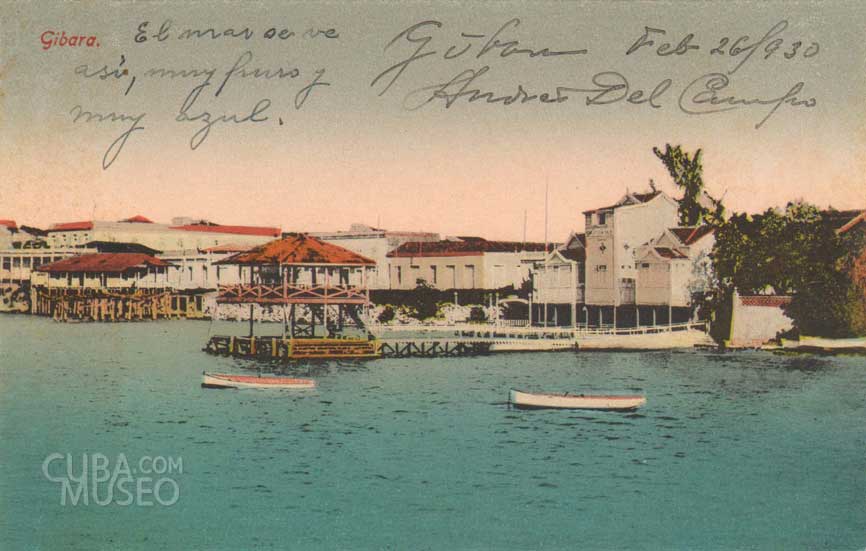 Gibara.
El mar se ve
así, muy puro y
muy azul.
Gibara Feb 26/930
Andres Del Campo
CUBA.COM
MUSEO